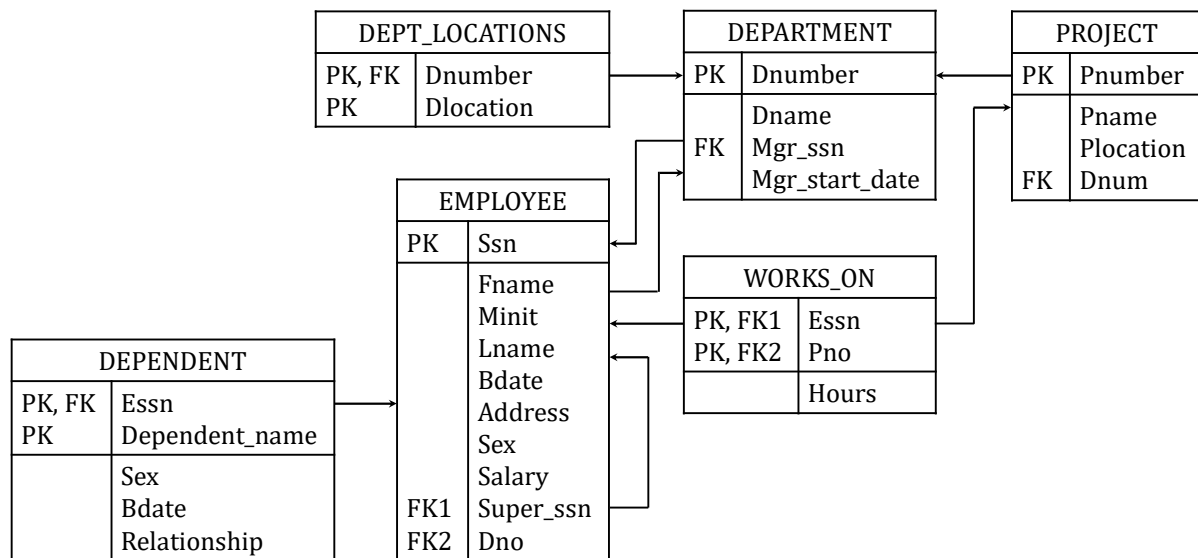 DEPT_LOCATIONS
PK, FK Dnumber
PK Dlocation
DEPARTMENT
PK Dnumber
Dname
FK Mgr_ssn
Mgr_start_date
PROJECT
PK Pnumber
Pname
Plocation
FK Dnum
EMPLOYEE
PK Ssn
Fname
Minit
Lname
Bdate
Address
Sex
Salary
FK1 Super_ssn
FK2 Dno
WORKS_ON
PK, FK1 Essn
PK, FK2 Pno
Hours
DEPENDENT
PK, FK Essn
PK Dependent_name
Sex
Bdate
Relationship